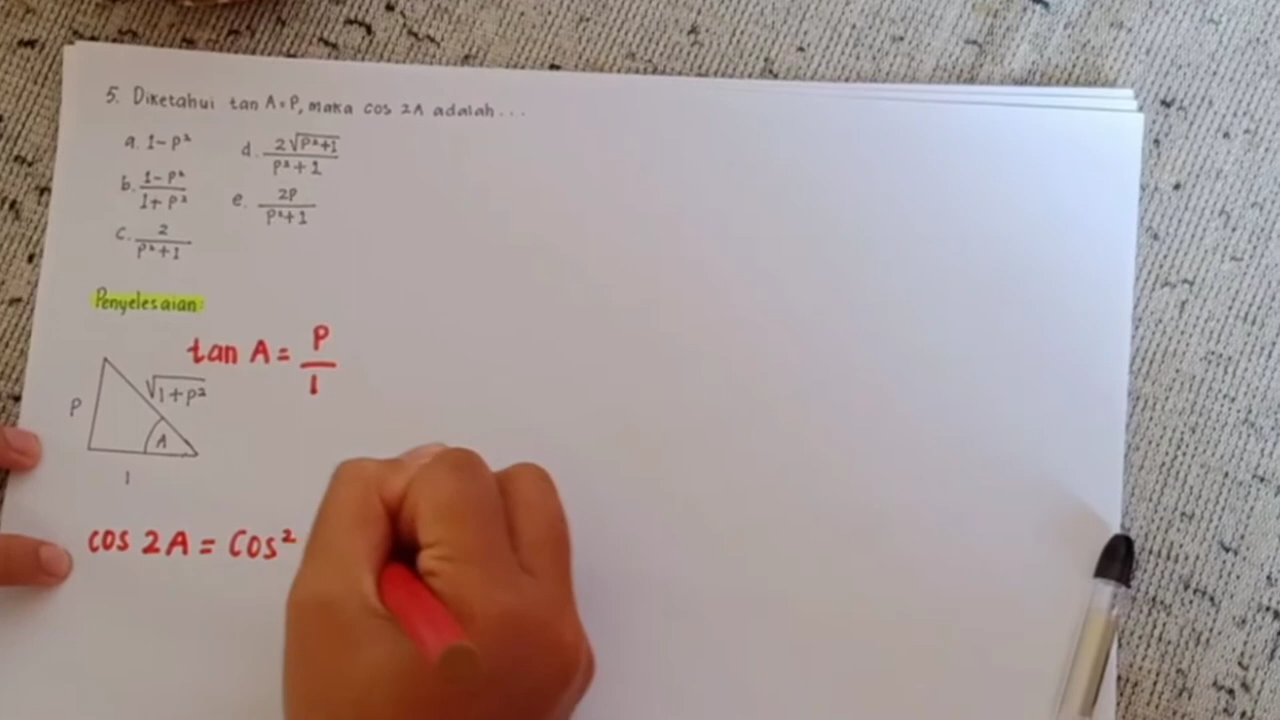 5. Diketahui tan A = P, maka cos 2A adalah...
a. 1-P²
b. 1-P² / 1+P²
c. 2 / P²+1
d. 2√P²+1 / P²+1
e. 2P / P²+1
Penyelesaian:
tan A = P / 1
P
√1+P²
A
1
cos 2A = Cos²